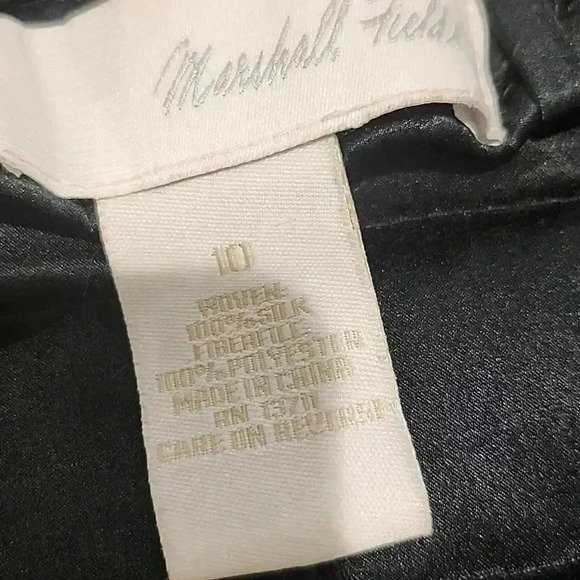 Marshall Field
10
WOVEN:
100% SILK
FIBERFILL:
100% POLYESTER
MADE IN CHINA
RN 13711
CARE ON REVERSE